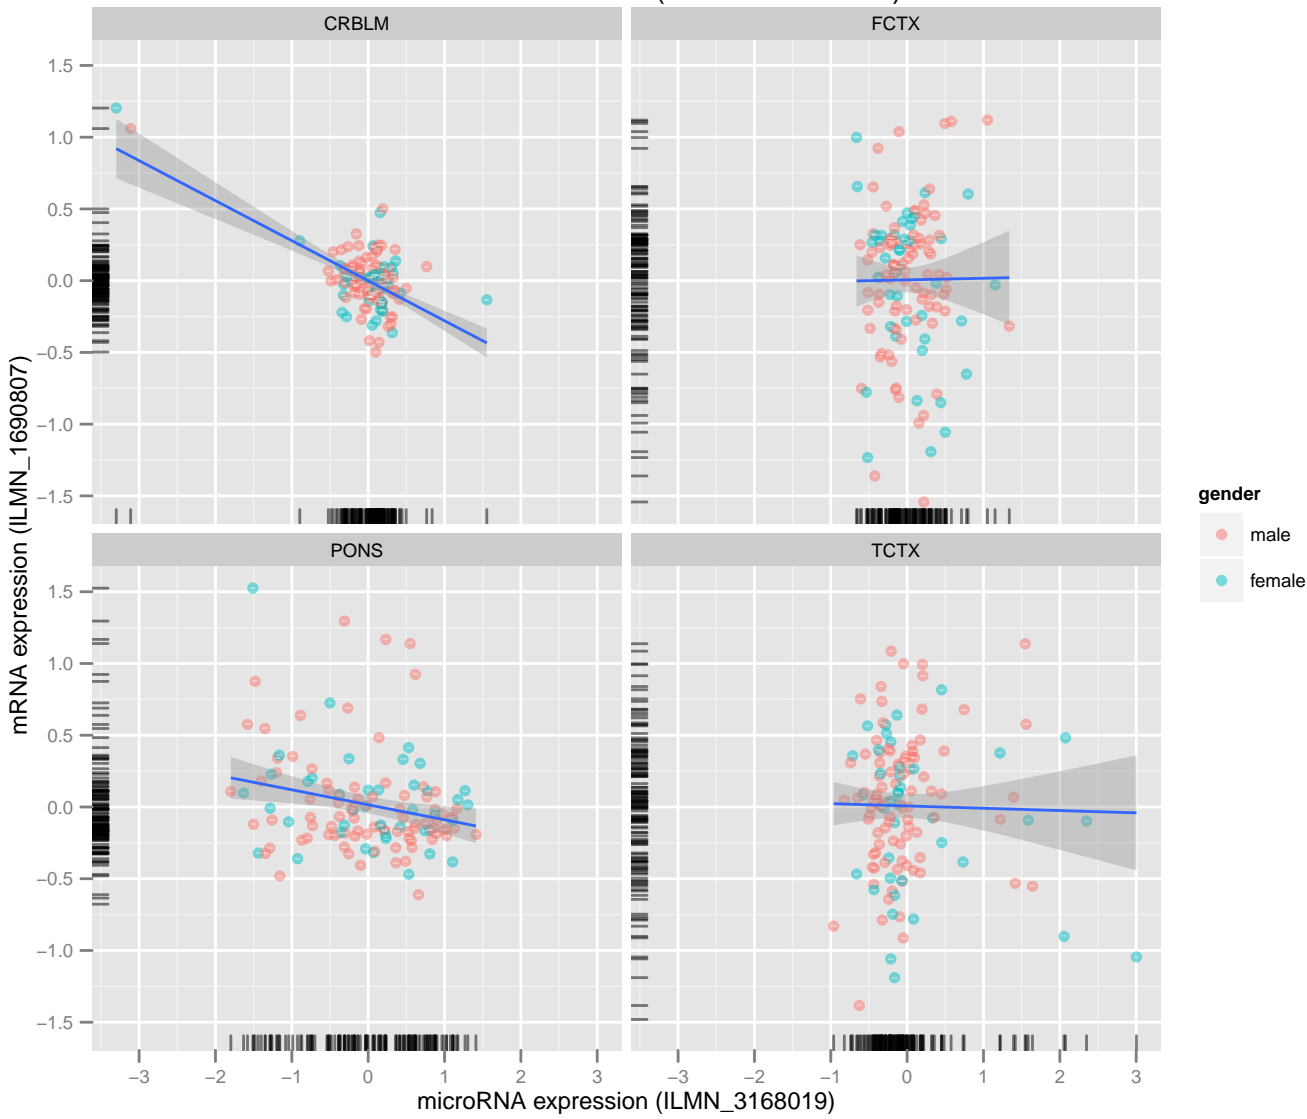 CRBLM
FCTX
1.5
1.0
0.5
0.0
−0.5
−1.0
−1.5
PONS
TCTX
1.5
1.0
0.5
0.0
−0.5
−1.0
−1.5
−3 −2 −1 0 1 2 3
−3 −2 −1 0 1 2 3
microRNA expression (ILMN_3168019)
mRNA expression (ILMN_1690807)
gender
male
female